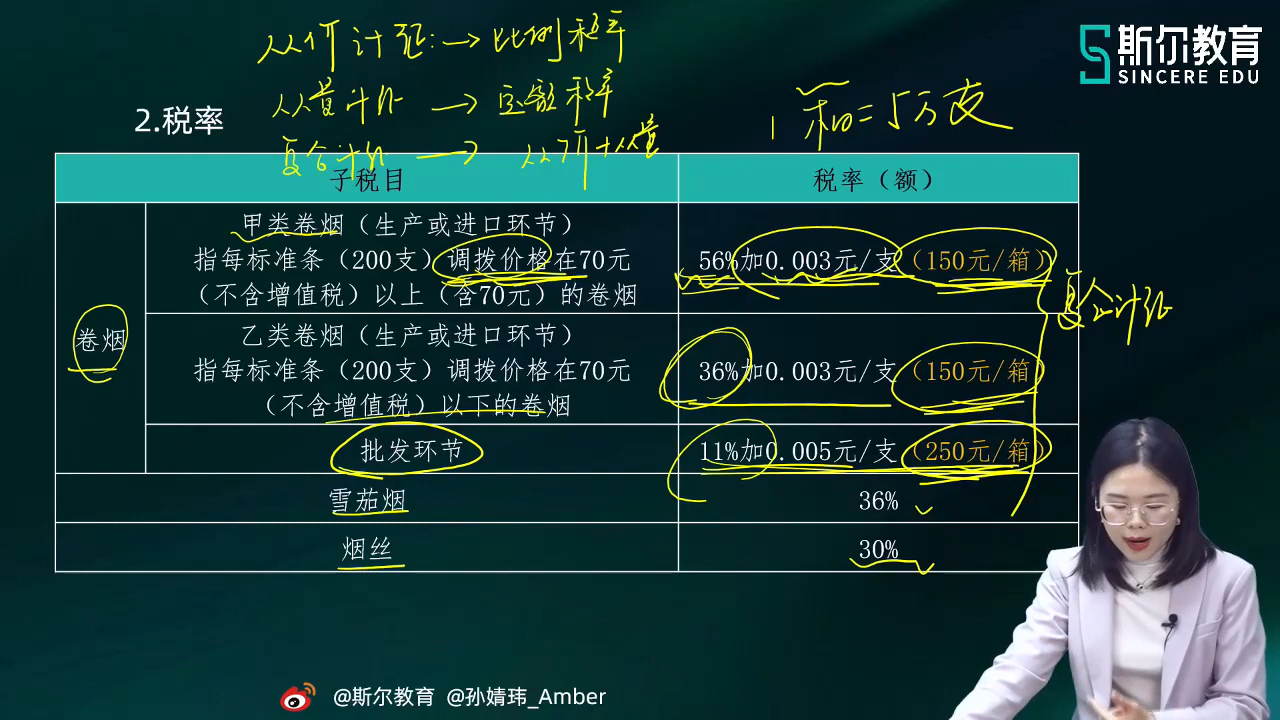 从价计征:→比例税率
从量计征→定额税率
复合计征→从价+从量
1箱=5万支
斯尔教育
SINCERE EDU
2.税率
子税目 税率（额）
卷烟
甲类卷烟（生产或进口环节）
指每标准条（200支）调拨价格在70元
（不含增值税）以上（含70元）的卷烟
56%加0.003元/支（150元/箱）
复合计征
乙类卷烟（生产或进口环节）
指每标准条（200支）调拨价格在70元
（不含增值税）以下的卷烟
36%加0.003元/支（150元/箱）
批发环节 11%加0.005元/支（250元/箱）
雪茄烟 36%
烟丝 30%
@斯尔教育 @孙婧玮_Amber